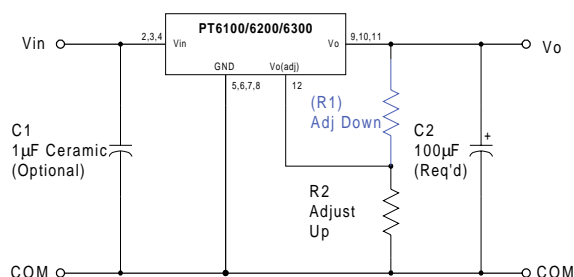 PT6100/6200/6300
Vin
2,3,4
Vin
Vo
9,10,11
Vo
GND
Vo(adj)
5,6,7,8
12
(R1)
Adj Down
C1
1µF Ceramic
(Optional)
C2
100µF
(Req'd)
+
R2
Adjust
Up
COM
COM